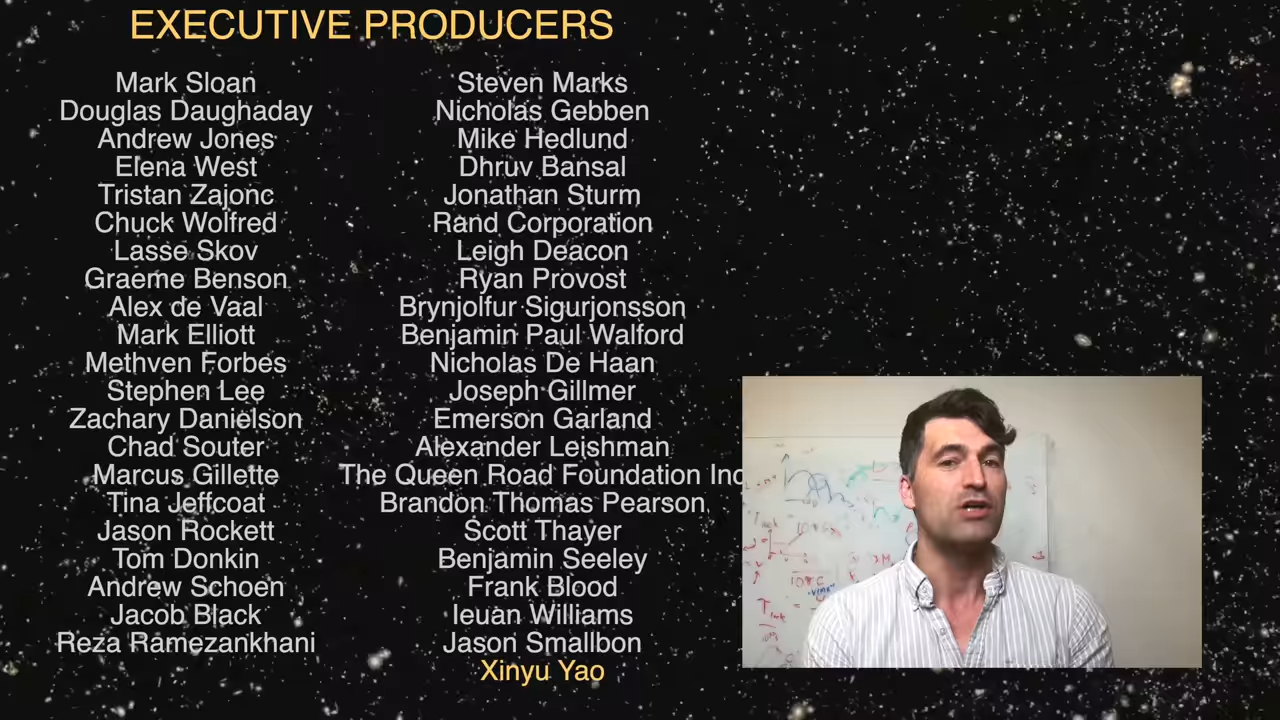 EXECUTIVE PRODUCERS
Mark Sloan
Douglas Daughaday
Andrew Jones
Elena West
Tristan Zajonc
Chuck Wolfred
Lasse Skov
Graeme Benson
Alex de Vaal
Mark Elliott
Methven Forbes
Stephen Lee
Zachary Danielson
Chad Souter
Marcus Gillette
Tina Jeffcoat
Jason Rockett
Tom Donkin
Andrew Schoen
Jacob Black
Reza Ramezankhani
Steven Marks
Nicholas Gebben
Mike Hedlund
Dhruv Bansal
Jonathan Sturm
Rand Corporation
Leigh Deacon
Ryan Provost
Brynjolfur Sigurjonsson
Benjamin Paul Walford
Nicholas De Haan
Joseph Gillmer
Emerson Garland
Alexander Leishman
The Queen Road Foundation Inc
Brandon Thomas Pearson
Scott Thayer
Benjamin Seeley
Frank Blood
Ieuan Williams
Jason Smallbon
Xinyu Yao